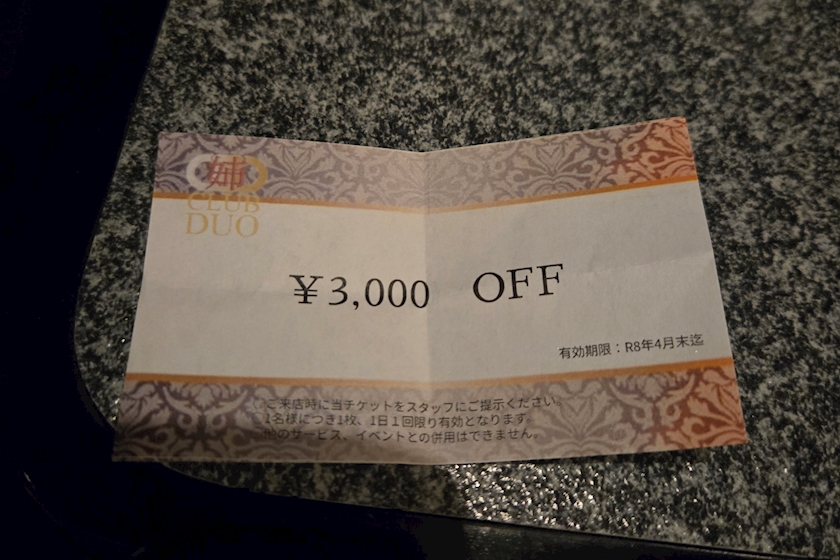 姉
CLUB
DUO
¥3,000 OFF
有効期限：R8年4月末迄
ご来店時に当チケットをスタッフにご提示ください。
1名様につき1枚、1日1回限り有効となります。
他のサービス、イベントとの併用はできません。